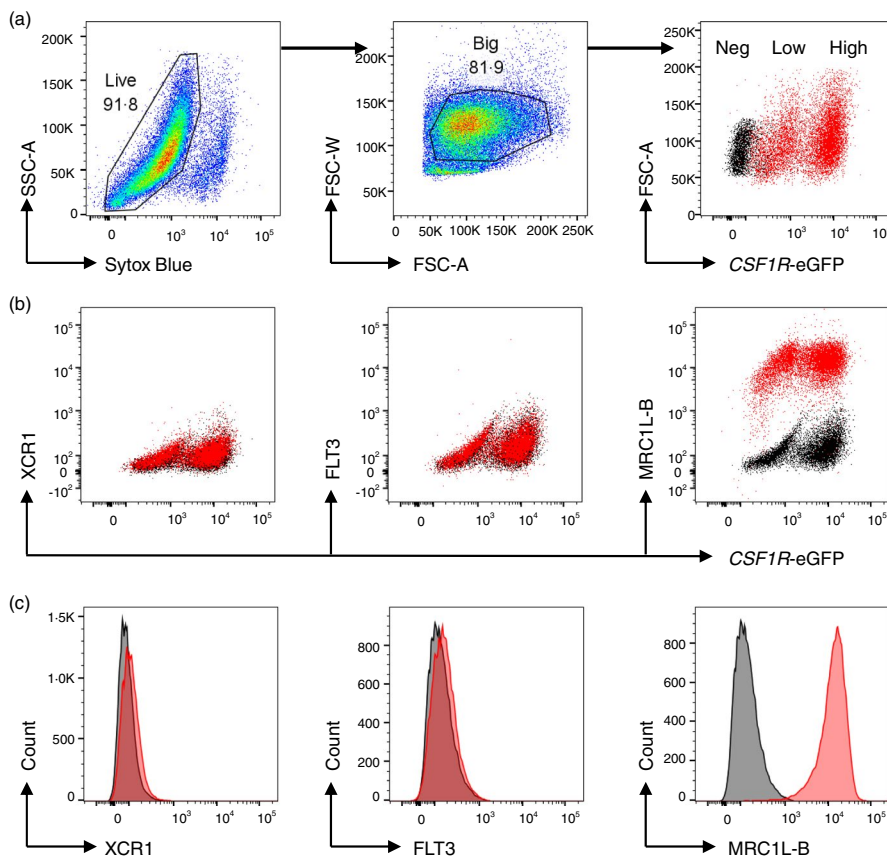 (a)
200K
150K
100K
50K
0
SSC-A
Live
91·8
0
10³
10⁴
10⁵
Sytox Blue
250K
200K
150K
100K
50K
0
FSC-W
Big
81·9
0
50K
100K
150K
200K
250K
FSC-A
250K
200K
150K
100K
50K
0
FSC-A
Neg
Low
High
0
10³
10⁴
10⁵
CSF1R-eGFP
(b)
10⁵
10⁴
10³
10²
0
-10²
XCR1
0
10³
10⁴
10⁵
10⁵
10⁴
10³
10²
0
-10²
FLT3
0
10³
10⁴
10⁵
10⁵
10⁴
10³
10²
0
-10²
MRC1L-B
0
10³
10⁴
10⁵
CSF1R-eGFP
(c)
1·5K
1·0K
500
0
Count
0
10³
10⁴
10⁵
XCR1
800
600
400
200
0
Count
0
10³
10⁴
10⁵
FLT3
800
600
400
200
0
Count
0
10³
10⁴
10⁵
MRC1L-B